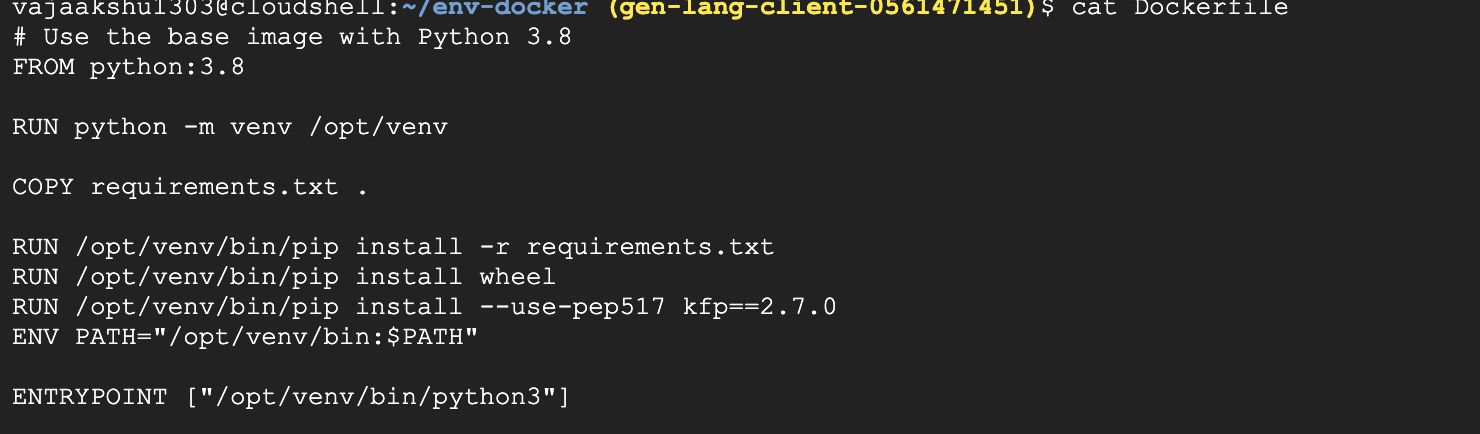 vajaakshu1303@cloudshell:~/env-docker (gen-lang-client-0561471451)$ cat Dockerfile
# Use the base image with Python 3.8
FROM python:3.8
RUN python -m venv /opt/venv
COPY requirements.txt .
RUN /opt/venv/bin/pip install -r requirements.txt
RUN /opt/venv/bin/pip install wheel
RUN /opt/venv/bin/pip install --use-pep517 kfp==2.7.0
ENV PATH="/opt/venv/bin:$PATH"
ENTRYPOINT ["/opt/venv/bin/python3"]